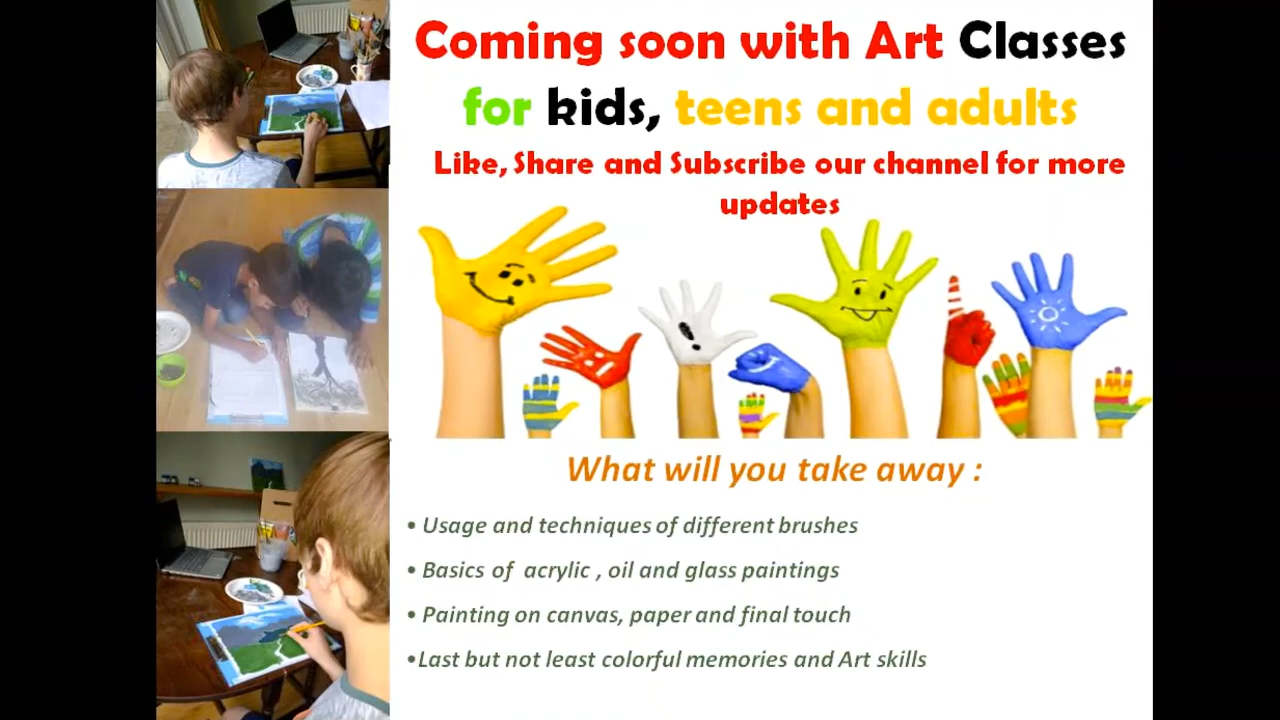 Coming soon with Art Classes
for kids, teens and adults
Like, Share and Subscribe our channel for more
updates
What will you take away :
• Usage and techniques of different brushes
• Basics of acrylic , oil and glass paintings
• Painting on canvas, paper and final touch
•Last but not least colorful memories and Art skills